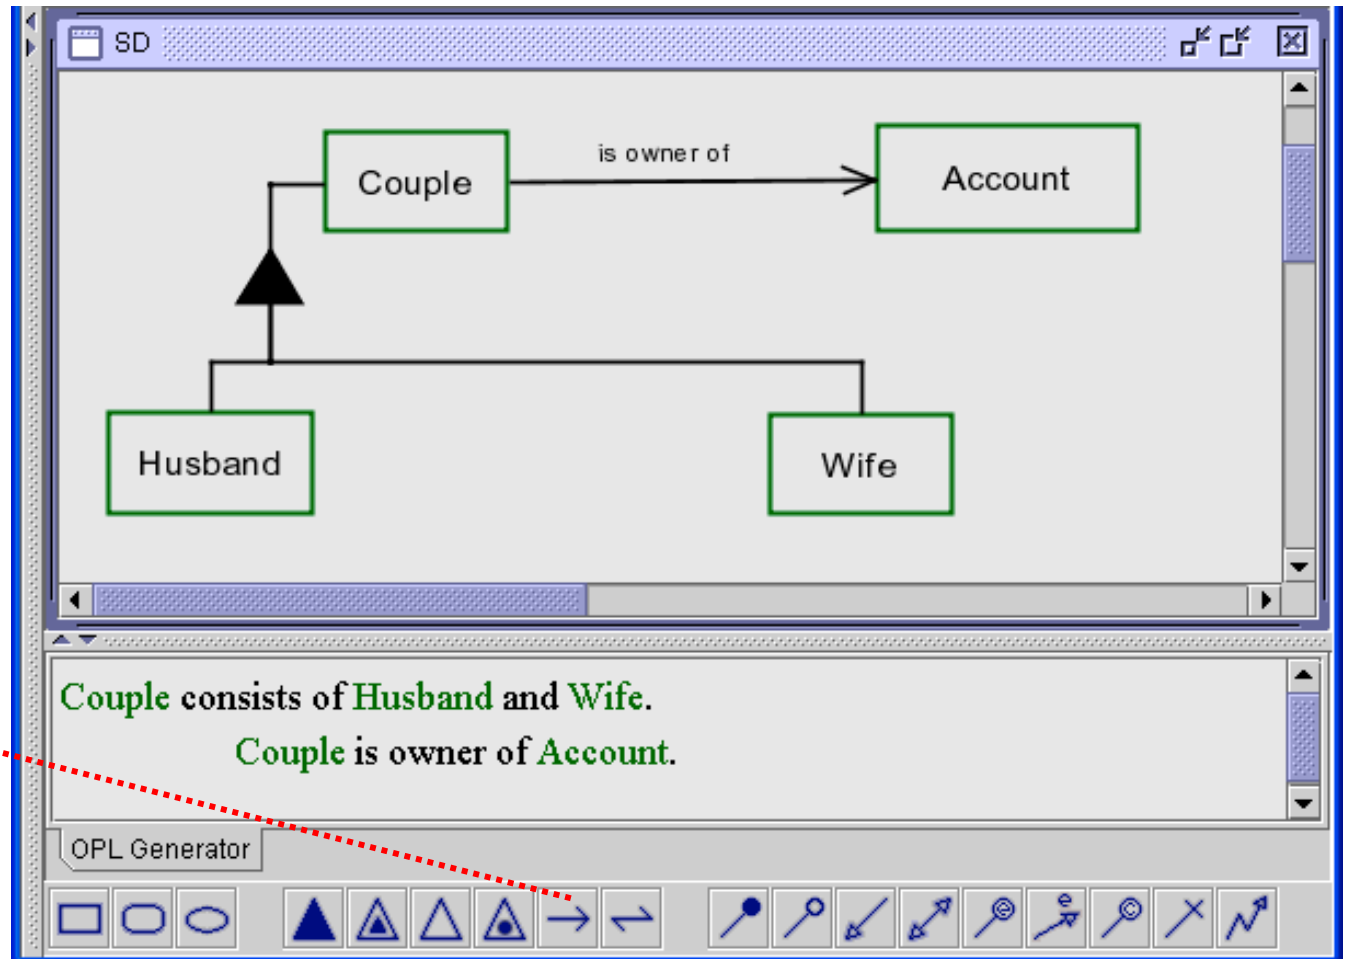 SD
Couple
is owner of
Account
Husband
Wife
Couple consists of Husband and Wife.
Couple is owner of Account.
OPL Generator
e
e
C